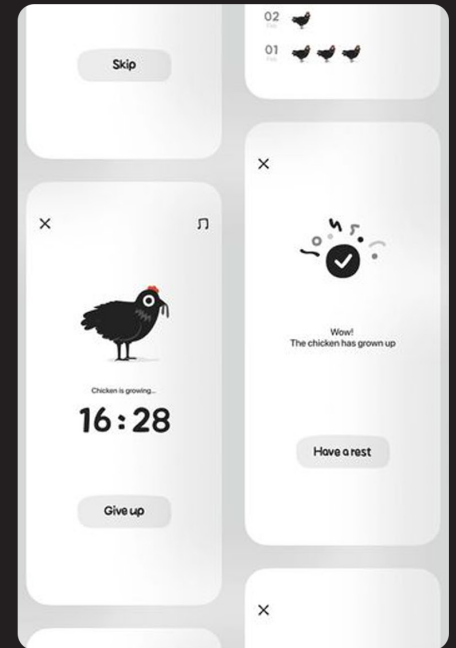 Skip
02
01
Chicken is growing...
16:28
Give up
Wow!
The chicken has grown up
Have a rest